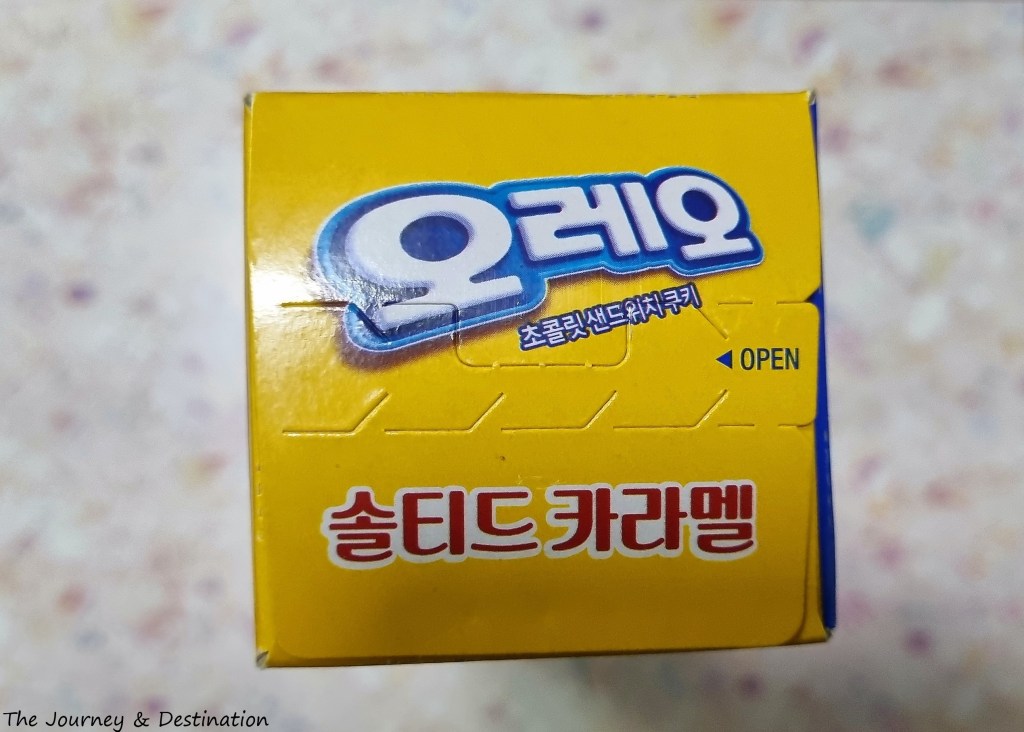 오레오
초콜릿 샌드위치 쿠키
OPEN
솔티드 카라멜
The Journey & Destination